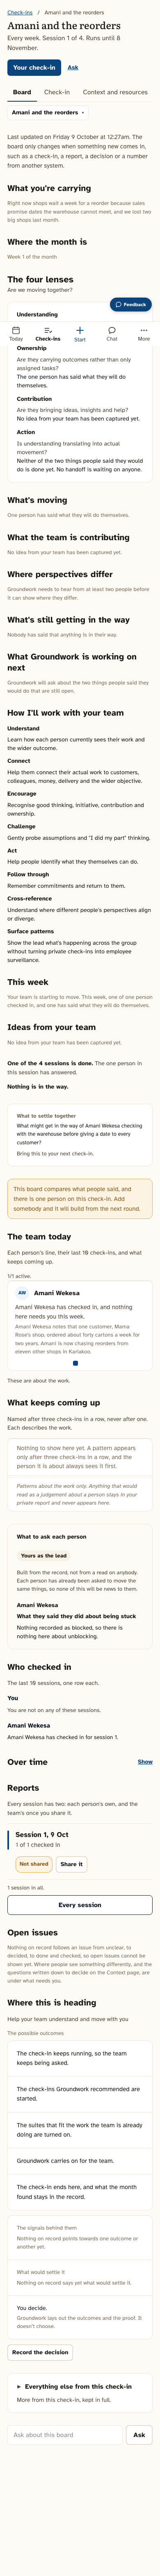 Check-ins / Amani and the reorders
Amani and the reorders
Every week. Session 1 of 4. Runs until 8
November.
Your check-in Ask
Board Check-in Context and resources
Amani and the reorders
Last updated on Friday 9 October at 12:27am. The
board only changes when something new comes in,
such as a check-in, a report, a decision or a number
from another system.
What you're carrying
Right now shops wait a week for a reorder because sales
promise dates the warehouse cannot meet, and we lost two
big shops last month.
Where the month is
Week 1 of the month
The four lenses
Are we moving together?
Feedback
Understanding
Today Check-ins Start Chat More
Ownership
Are they carrying outcomes rather than only
assigned tasks?
The one person has said what they will do
themselves.
Contribution
Are they bringing ideas, insights and help?
No idea from your team has been captured yet.
Action
Is understanding translating into actual
movement?
Neither of the two things people said they would
do is done yet. No handoff is waiting on anyone.
What's moving
One person has said what they will do themselves.
What the team is contributing
No idea from your team has been captured yet.
Where perspectives differ
Groundwork needs to hear from at least two people before
it can show where they differ.
What's still getting in the way
Nobody has said that anything is in their way.
What Groundwork is working on
next
Groundwork will ask about the two things people said they
would do that are still open.
How I'll work with your team
Understand
Learn how each person currently sees their work and
the wider outcome.
Connect
Help them connect their actual work to customers,
colleagues, money, delivery and the wider objective.
Encourage
Recognise good thinking, initiative, contribution and
ownership.
Challenge
Gently probe assumptions and "I did my part" thinking.
Act
Help people identify what they themselves can do.
Follow through
Remember commitments and return to them.
Cross-reference
Understand where different people's perspectives align
or diverge.
Surface patterns
Show the lead what's happening across the group
without turning private check-ins into employee
surveillance.
This week
Your team is starting to move. This week, one of one person
checked in, and one has said what they will do themselves.
Ideas from your team
No idea from your team has been captured yet.
One of the 4 sessions is done. The one person in
this session has answered.
Nothing is in the way.
What to settle together
What might get in the way of Amani Wekesa checking
with the warehouse before giving a date to every
customer?
Bring this to your next check-in.
This board compares what people said, and
there is one person on this check-in. Add
somebody and it will build from the next round.
The team today
Each person's line, their last 10 check-ins, and what
keeps coming up.
1/1 active.
AW Amani Wekesa
Amani Wekesa has checked in, and nothing
here needs you this week.
Amani Wekesa notes that one customer, Mama
Rose's shop, ordered about forty cartons a week for
two years. Amani is now chasing reorders from
eleven other shops in Kariakoo.
These are about the work.
What keeps coming up
Named after three check-ins in a row, never after one.
Each describes the work.
Nothing to show here yet. A pattern appears
only after three check-ins in a row, and the
person it is about always sees it first.
Patterns about the work only. Anything that would
read as a judgement about a person stays in your
private report and never appears here.
What to ask each person
Yours as the lead
Built from the record, not from a read on anybody.
Each person has already been asked to move the
same things, so none of this will be news to them.
Amani Wekesa
What they said they did about being stuck
Nothing recorded as blocked, so there is
nothing here about unblocking.
Who checked in
The last 10 sessions, one row each.
You
You are not on any of these sessions.
Amani Wekesa
Amani Wekesa has checked in for session 1.
Over time Show
Reports
Every session has two: each person's own, and the
team's once you share it.
Session 1, 9 Oct
1 of 1 checked in
Not shared Share it
1 session in all.
Every session
Open issues
Nothing on record follows an issue from unclear, to
decided, to done and checked, so open issues cannot be
shown yet. Where people see something differently, and the
questions written down to decide on the Context page, are
under what needs you.
Where this is heading
Help your team understand and move with you
The possible outcomes
The check-in keeps running, so the team
keeps being asked.
The check-ins Groundwork recommended are
started.
The suites that fit the work the team is already
doing are turned on.
Groundwork carries on for the team.
The check-in ends here, and what the month
found stays in the record.
The signals behind them
Nothing on record points towards one outcome or
another yet.
What would settle it
Nothing on record says yet what would settle it.
You decide.
Groundwork lays out the outcomes and the proof. It
doesn't choose.
Record the decision
Everything else from this check-in
More from this check-in, kept in full.
Ask about this board Ask